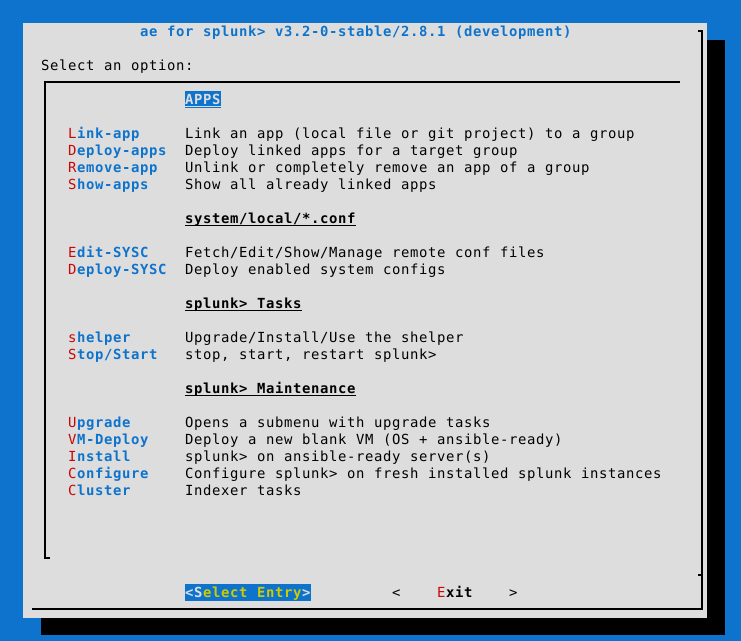 ae for splunk> v3.2-0-stable/2.8.1 (development)
Select an option:
APPS
Link-app Link an app (local file or git project) to a group
Deploy-apps Deploy linked apps for a target group
Remove-app Unlink or completely remove an app of a group
Show-apps Show all already linked apps
system/local/*.conf
Edit-SYSC Fetch/Edit/Show/Manage remote conf files
Deploy-SYSC Deploy enabled system configs
splunk> Tasks
shelper Upgrade/Install/Use the shelper
Stop/Start stop, start, restart splunk>
splunk> Maintenance
Upgrade Opens a submenu with upgrade tasks
VM-Deploy Deploy a new blank VM (OS + ansible-ready)
Install splunk> on ansible-ready server(s)
Configure Configure splunk> on fresh installed splunk instances
Cluster Indexer tasks
<Select Entry> < Exit >